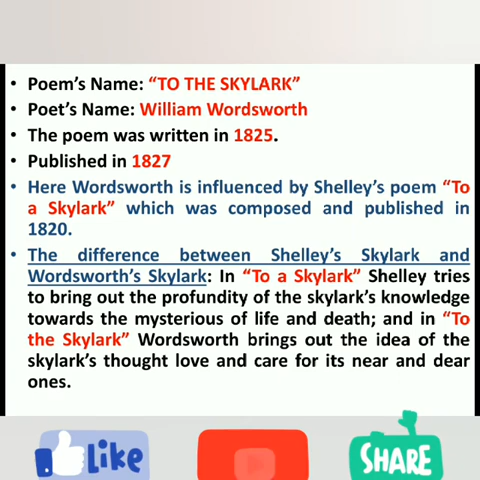 • Poem's Name: “TO THE SKYLARK”
• Poet's Name: William Wordsworth
• The poem was written in 1825.
• Published in 1827
• Here Wordsworth is influenced by Shelley's poem “To
a Skylark” which was composed and published in
1820.
• The difference between Shelley's Skylark and
Wordsworth's Skylark: In “To a Skylark” Shelley tries
to bring out the profundity of the skylark's knowledge
towards the mysterious of life and death; and in “To
the Skylark” Wordsworth brings out the idea of the
skylark's thought love and care for its near and dear
ones.
LIKE
SHARE